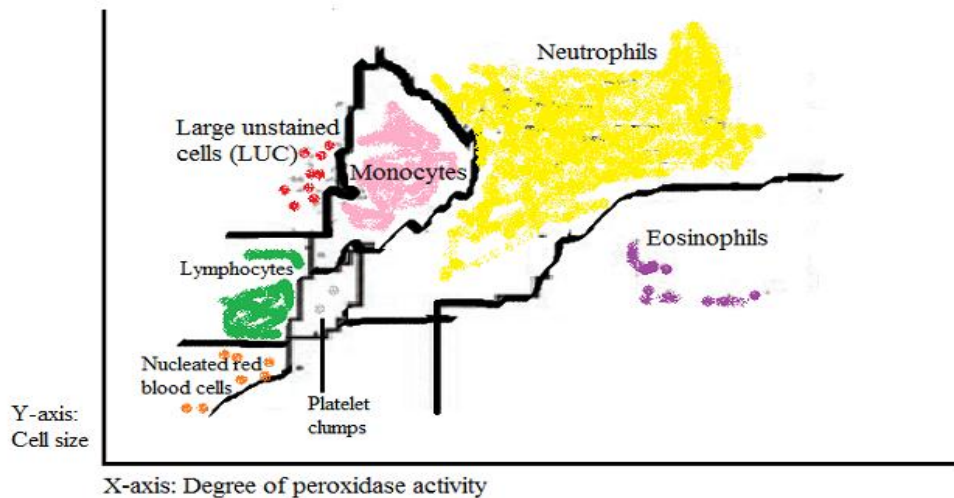 Neutrophils
Large unstained
cells (LUC)
Monocytes
Eosinophils
Lymphocytes
Nucleated red
blood cells
Platelet
clumps
Y-axis:
Cell size
X-axis: Degree of peroxidase activity